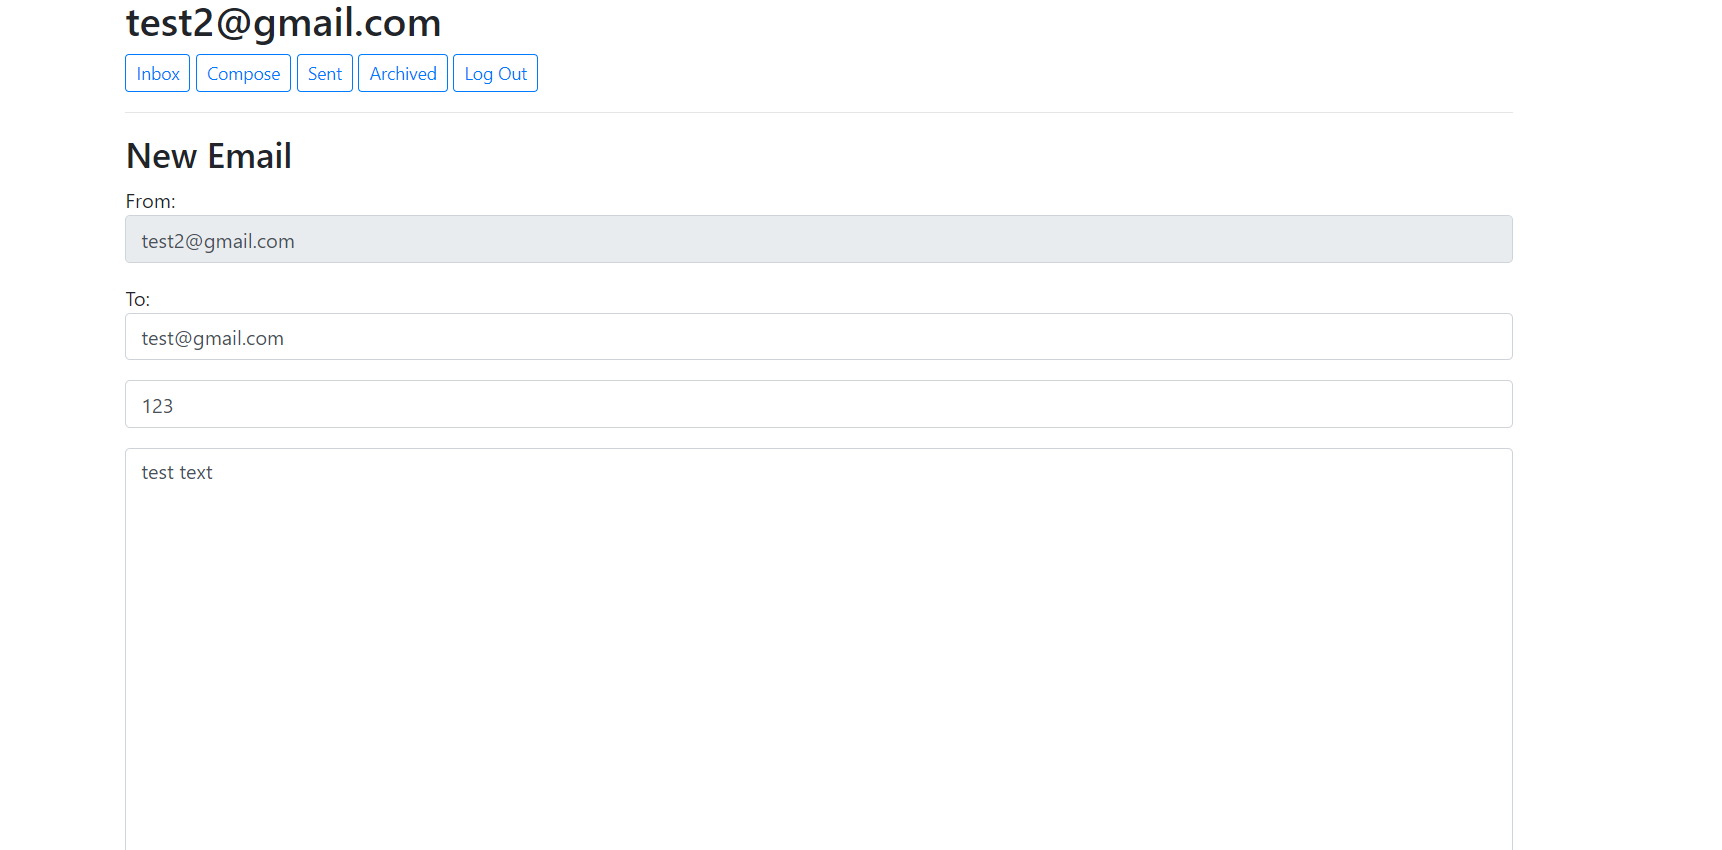 test2@gmail.com
Inbox Compose Sent Archived Log Out
New Email
From:
test2@gmail.com
To:
test@gmail.com
123
test text